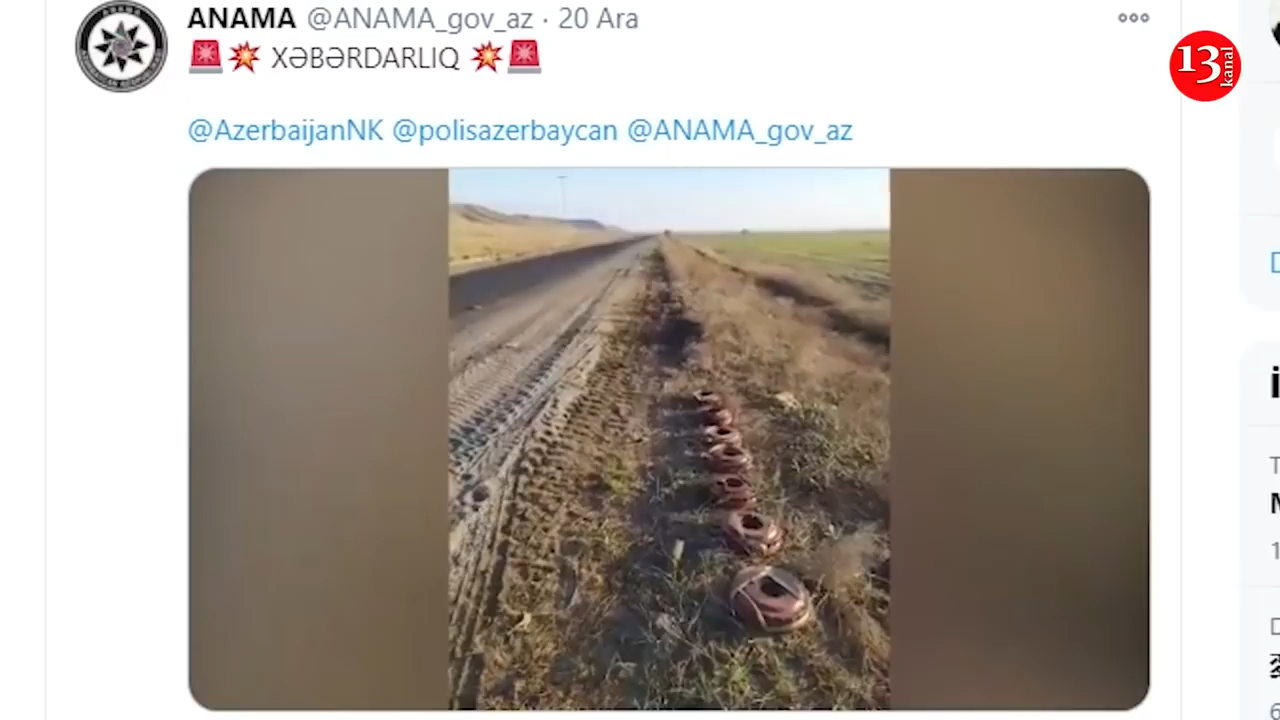 ANAMA @ANAMA_gov_az · 20 Ara
🚨💥 XƏBƏRDARLIQ 💥🚨
@AzerbaijanNK @polisazerbaycan @ANAMA_gov_az
13 kanal